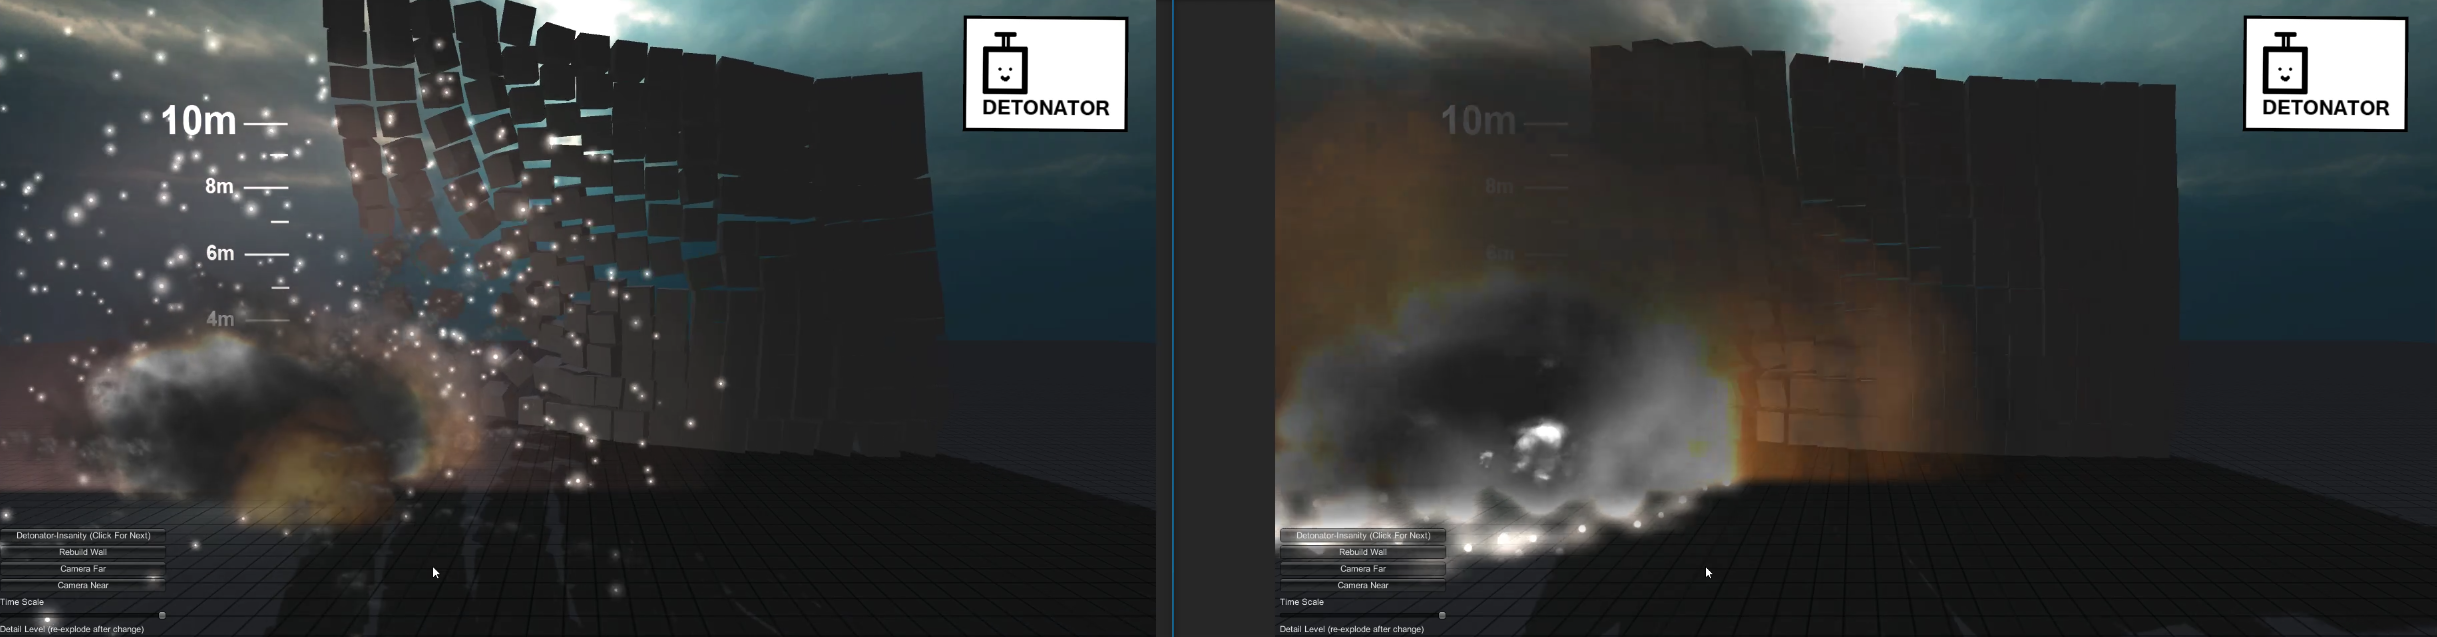 DETONATOR
10m
8m
6m
4m
Detonator-Insanity (Click For Next)
Rebuild Wall
Camera Far
Camera Near
Time Scale
Detail Level (re-explode after change)
DETONATOR
10m
8m
6m
Detonator-Insanity (Click For Next)
Rebuild Wall
Camera Far
Camera Near
Time Scale
Detail Level (re-explode after change)